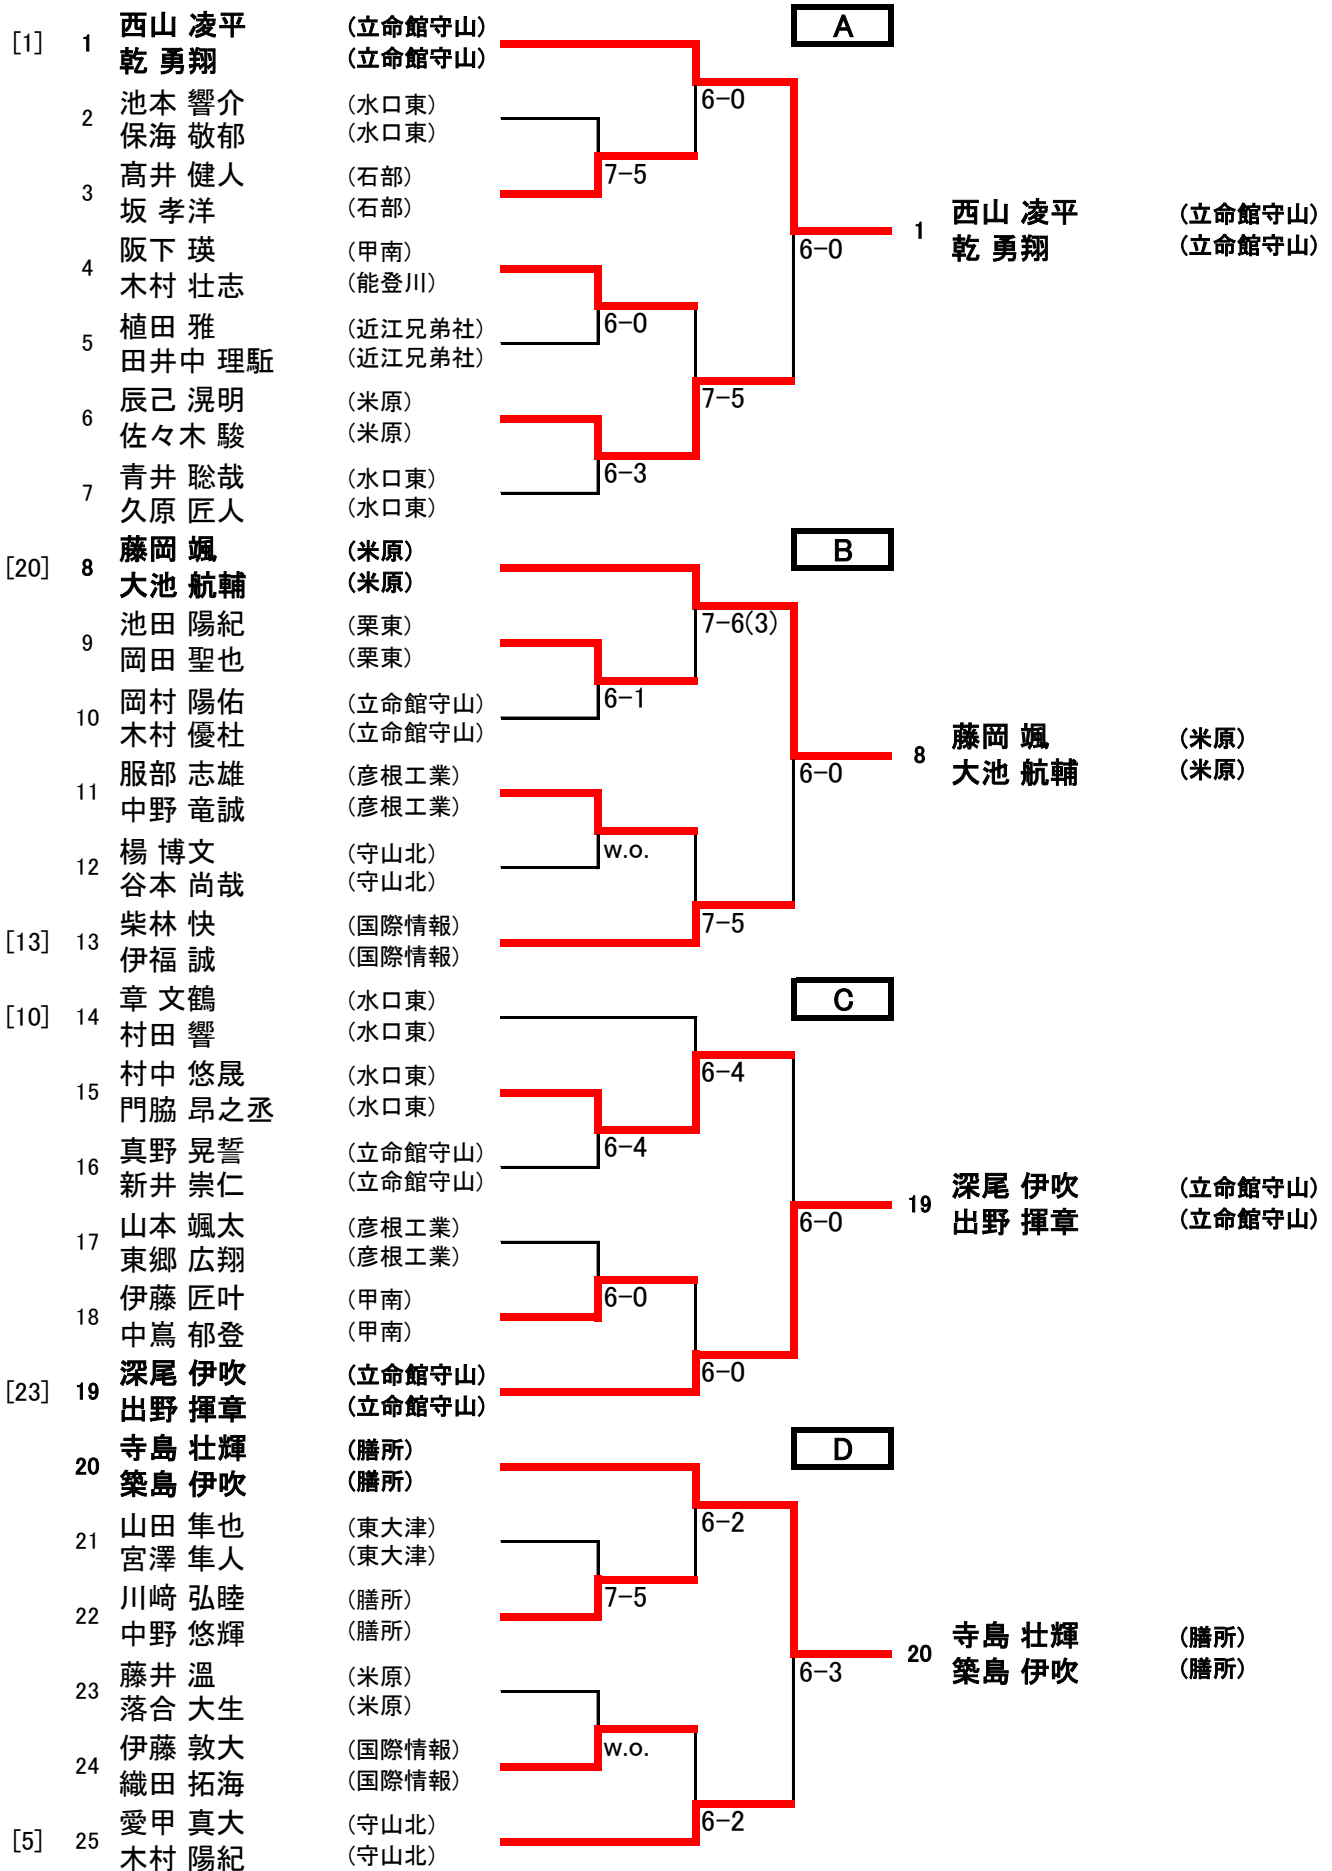 西山 凌平 (立命館守山) A
[1] 1
乾 勇翔 (立命館守山)
池本 響介 (水口東) 6-0
2
保海 敬郁 (水口東)
髙井 健人 (石部) 7-5
3
坂 孝洋 (石部)
西山 凌平 (立命館守山)
1
乾 勇翔 (立命館守山)
6-0
阪下 瑛 (甲南)
4
木村 壮志 (能登川)
植田 雅 (近江兄弟社) 6-0
5
田井中 理駈 (近江兄弟社)
辰己 滉明 (米原) 7-5
6
佐々木 駿 (米原)
青井 聡哉 (水口東) 6-3
7
久原 匠人 (水口東)
藤岡 颯 (米原) B
[20] 8
大池 航輔 (米原)
池田 陽紀 (栗東) 7-6(3)
9
岡田 聖也 (栗東)
岡村 陽佑 (立命館守山) 6-1
10
木村 優杜 (立命館守山)
藤岡 颯 (米原)
8
大池 航輔 (米原)
6-0
服部 志雄 (彦根工業)
11
中野 竜誠 (彦根工業)
楊 博文 (守山北) w.o.
12
谷本 尚哉 (守山北)
柴林 快 (国際情報) 7-5
[13] 13
伊福 誠 (国際情報)
章 文鶴 (水口東) C
[10] 14
村田 響 (水口東)
村中 悠晟 (水口東) 6-4
15
門脇 昂之丞 (水口東)
真野 晃誓 (立命館守山) 6-4
16
新井 崇仁 (立命館守山)
深尾 伊吹 (立命館守山)
19
出野 揮章 (立命館守山)
6-0
山本 颯太 (彦根工業)
17
東郷 広翔 (彦根工業)
伊藤 匠叶 (甲南) 6-0
18
中嶌 郁登 (甲南)
深尾 伊吹 (立命館守山) 6-0
[23] 19
出野 揮章 (立命館守山)
寺島 壮輝 (膳所) D
20
築島 伊吹 (膳所)
山田 隼也 (東大津) 6-2
21
宮澤 隼人 (東大津)
川﨑 弘睦 (膳所) 7-5
22
中野 悠輝 (膳所)
寺島 壮輝 (膳所)
20
築島 伊吹 (膳所)
6-3
藤井 溫 (米原)
23
落合 大生 (米原)
伊藤 敦大 (国際情報) w.o.
24
織田 拓海 (国際情報)
愛甲 真大 (守山北) 6-2
[5] 25
木村 陽紀 (守山北)